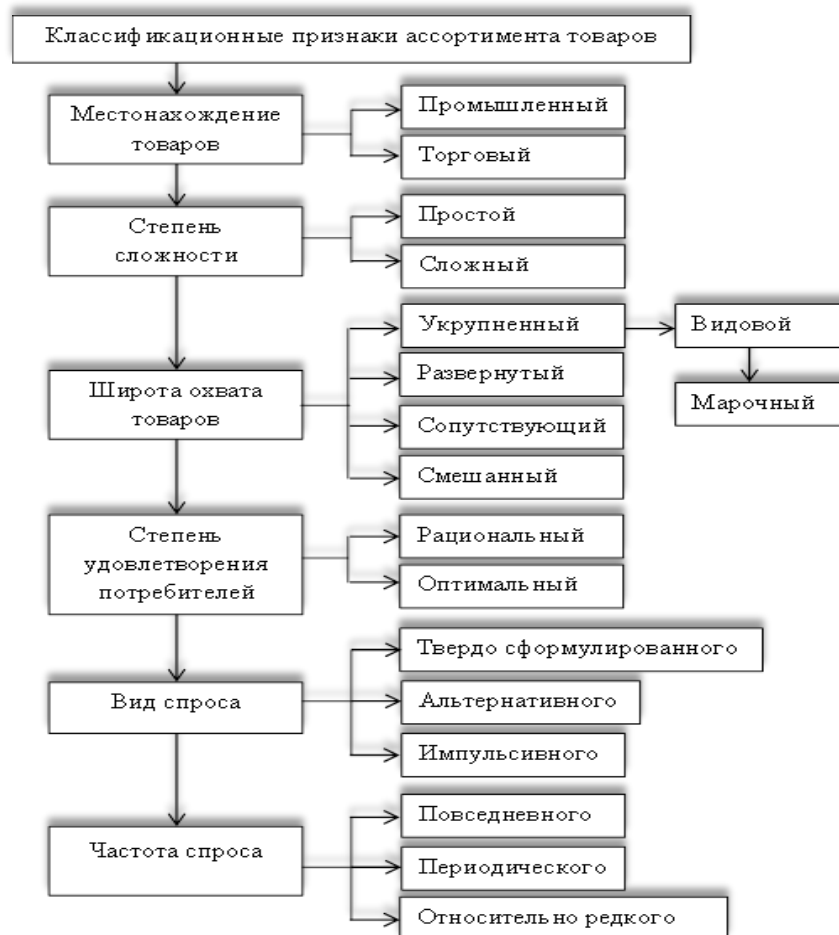 Классификационные признаки ассортимента товаров
Местонахождение
товаров
Промышленный
Торговый
Степень
сложности
Простой
Сложный
Широта охвата
товаров
Укрупненный
Видовой
Марочный
Развернутый
Сопутствующий
Смешанный
Степень
удовлетворения
потребителей
Рациональный
Оптимальный
Вид спроса
Твердо сформулированного
Альтернативного
Импульсивного
Частота спроса
Повседневного
Периодического
Относительно редкого